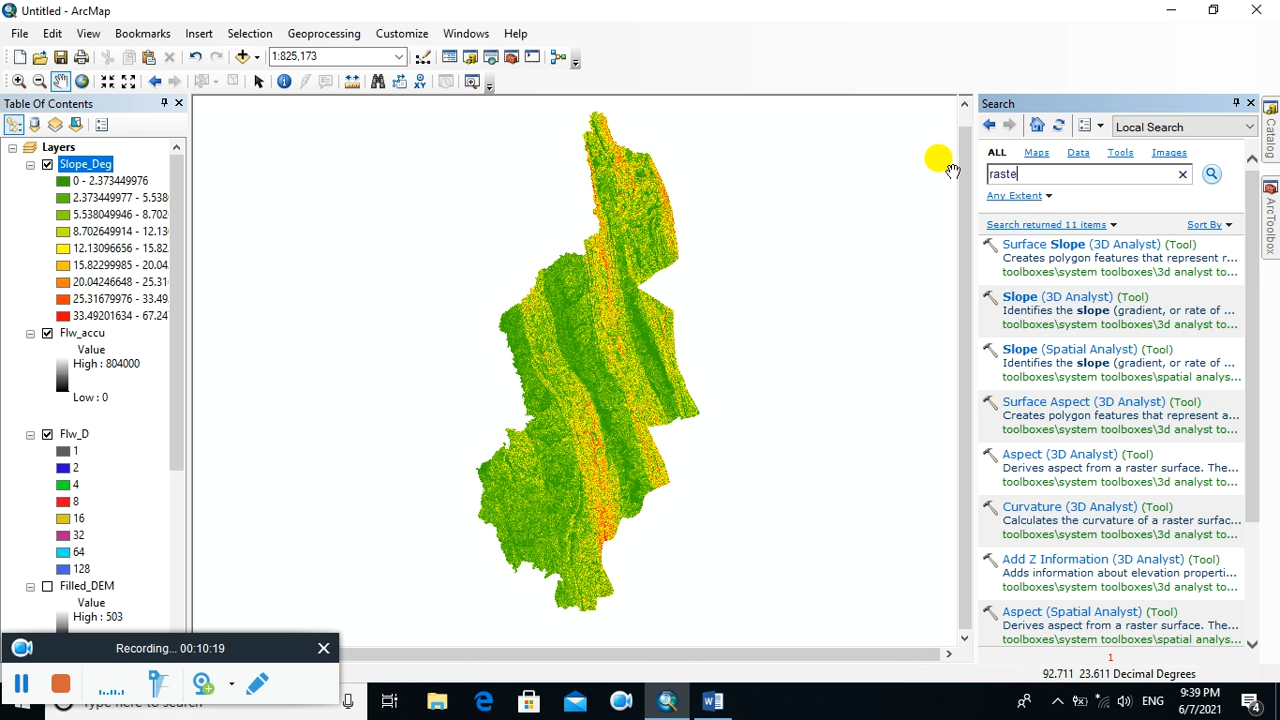 Untitled - ArcMap
File Edit View Bookmarks Insert Selection Geoprocessing Customize Windows Help
1:825,173
Table Of Contents
Layers
Slope_Deg
0 - 2.373449976
2.373449977 - 5.538
5.538049946 - 8.702
8.702649914 - 12.13
12.13096656 - 15.82
15.82299985 - 20.04
20.04246648 - 25.31
25.31679976 - 33.49
33.49201634 - 67.24
Flw_accu
Value
High : 804000
Low : 0
Flw_D
1
2
4
8
16
32
64
128
Filled_DEM
Value
High : 503
Search
Local Search
ALL Maps Data Tools Images
raste
Any Extent
Search returned 11 items Sort By
Surface Slope (3D Analyst) (Tool)
Creates polygon features that represent r...
toolboxes\system toolboxes\3d analyst to...
Slope (3D Analyst) (Tool)
Identifies the slope (gradient, or rate of ...
toolboxes\system toolboxes\3d analyst to...
Slope (Spatial Analyst) (Tool)
Identifies the slope (gradient, or rate of ...
toolboxes\system toolboxes\spatial analys...
Surface Aspect (3D Analyst) (Tool)
Creates polygon features that represent a...
toolboxes\system toolboxes\3d analyst to...
Aspect (3D Analyst) (Tool)
Derives aspect from a raster surface. The...
toolboxes\system toolboxes\3d analyst to...
Curvature (3D Analyst) (Tool)
Calculates the curvature of a raster surfac...
toolboxes\system toolboxes\3d analyst to...
Add Z Information (3D Analyst) (Tool)
Adds information about elevation properti...
toolboxes\system toolboxes\3d analyst to...
Aspect (Spatial Analyst) (Tool)
Derives aspect from a raster surface. The...
toolboxes\system toolboxes\spatial analys...
1
Catalog
ArcToolbox
92.711 23.611 Decimal Degrees
Recording... 00:10:19
Type here to search
ENG
9:39 PM
6/7/2021
4